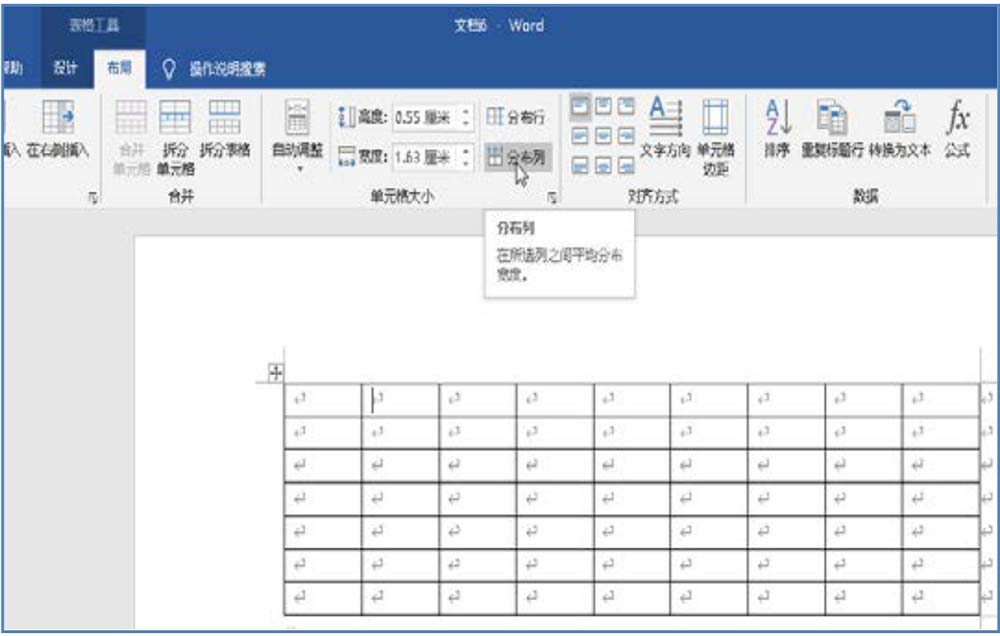 表格工具
文档6 - Word
帮助
设计
布局
操作说明搜索
在右侧插入
合并
单元格
拆分
单元格
拆分表格
合并
自动调整
高度: 0.55 厘米
宽度: 1.63 厘米
分布行
分布列
单元格大小
文字方向
单元格
边距
对齐方式
A
Z
排序
重复标题行
转换为文本
fx
公式
数据
分布列
在所选列之间平均分布
宽度。